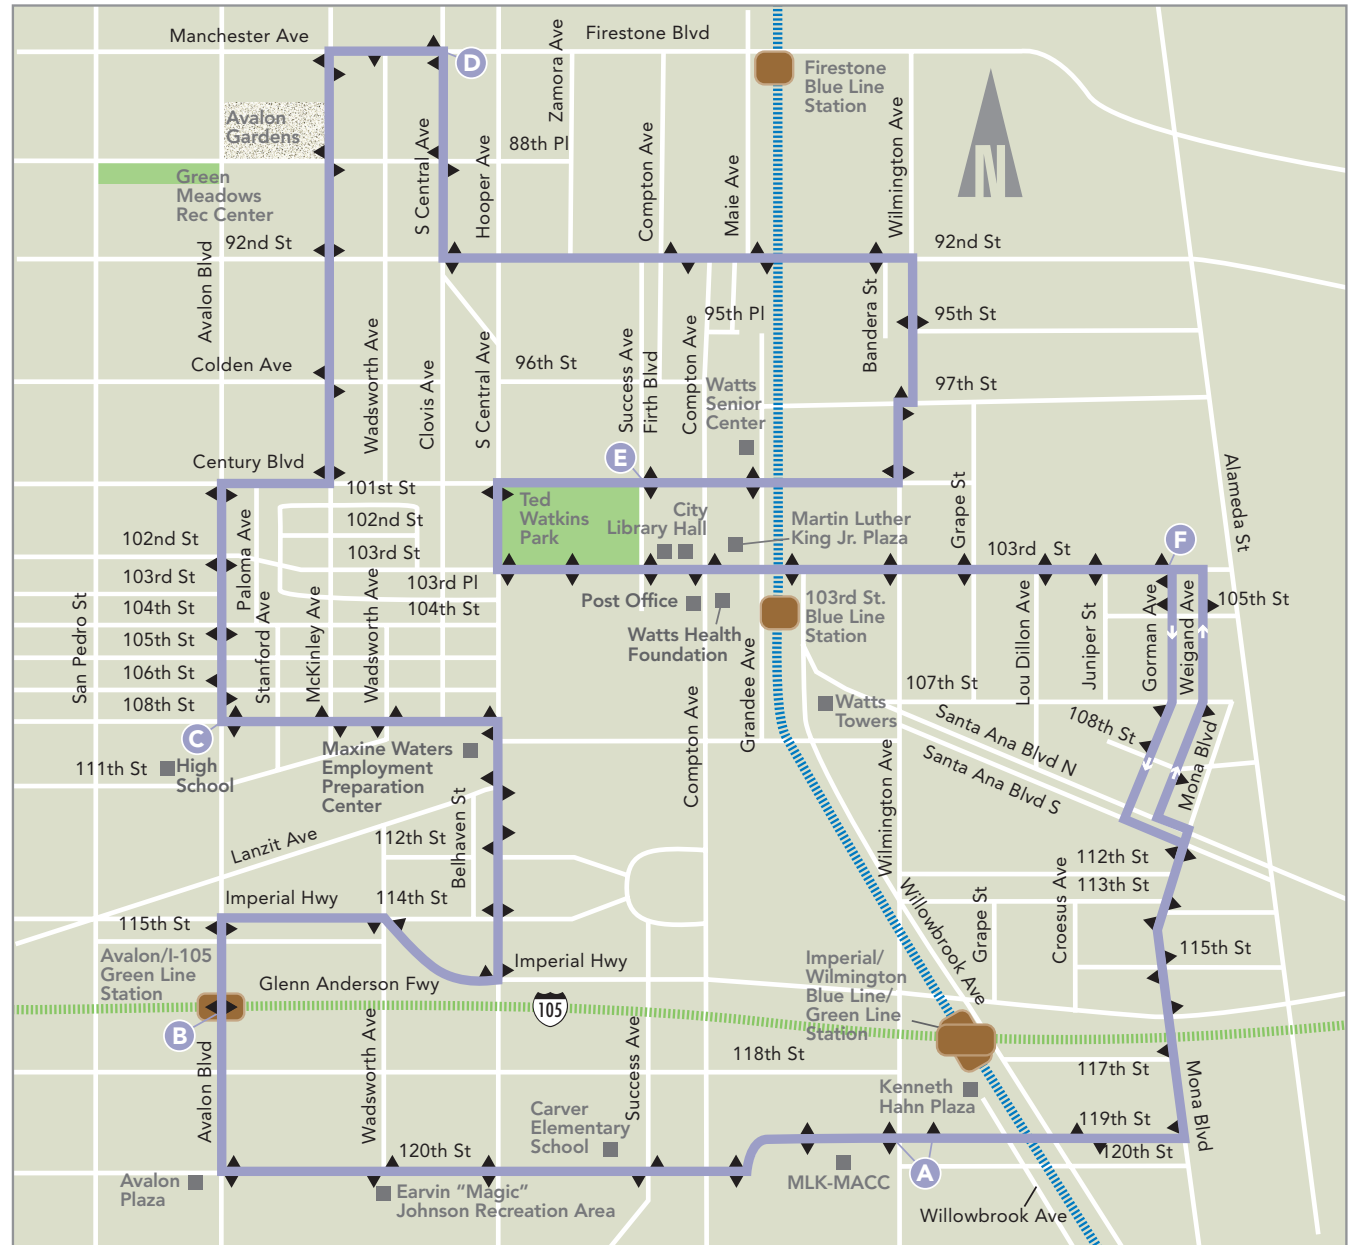 Manchester Ave
Firestone Blvd
D
Zamora Ave
Firestone
Blue Line
Station
Avalon
Gardens
S Central Ave
Hooper Ave
88th Pl
Compton Ave
Maie Ave
Wilmington Ave
N
Green
Meadows
Rec Center
92nd St
92nd St
Avalon Blvd
Bandera St
95th Pl
95th St
Colden Ave
Wadsworth Ave
Clovis Ave
S Central Ave
96th St
Success Ave
Firth Blvd
Compton Ave
Watts
Senior
Center
97th St
Century Blvd
E
101st St
Ted
Watkins
Park
City
Hall
Library
Martin Luther
King Jr. Plaza
Grape St
Alameda St
102nd St
102nd St
Paloma Ave
103rd St
103rd St
F
103rd St
103rd Pl
104th St
104th St
San Pedro St
Stanford Ave
McKinley Ave
Wadsworth Ave
Post Office
Watts Health
Foundation
103rd St.
Blue Line
Station
Lou Dillon Ave
Juniper St
Gorman Ave
Weigand Ave
105th St
105th St
106th St
108th St
107th St
Watts
Towers
Grandee Ave
Compton Ave
Santa Ana Blvd N
Santa Ana Blvd S
108th St
Mona Blvd
C
111th St
High
School
Maxine Waters
Employment
Preparation
Center
Wilmington Ave
Lanzit Ave
112th St
Belhaven St
112th St
113th St
Imperial Hwy
114th St
Willowbrook Ave
Grape St
Croesus Ave
115th St
115th St
Avalon/I-105
Green Line
Station
Glenn Anderson Fwy
Imperial Hwy
105
Imperial/
Wilmington
Blue Line/
Green Line
Station
B
Avalon Blvd
Wadsworth Ave
Success Ave
118th St
117th St
Kenneth
Hahn Plaza
Mona Blvd
Carver
Elementary
School
119th St
120th St
120th St
A
MLK-MACC
Avalon
Plaza
Earvin “Magic”
Johnson Recreation Area
Willowbrook Ave